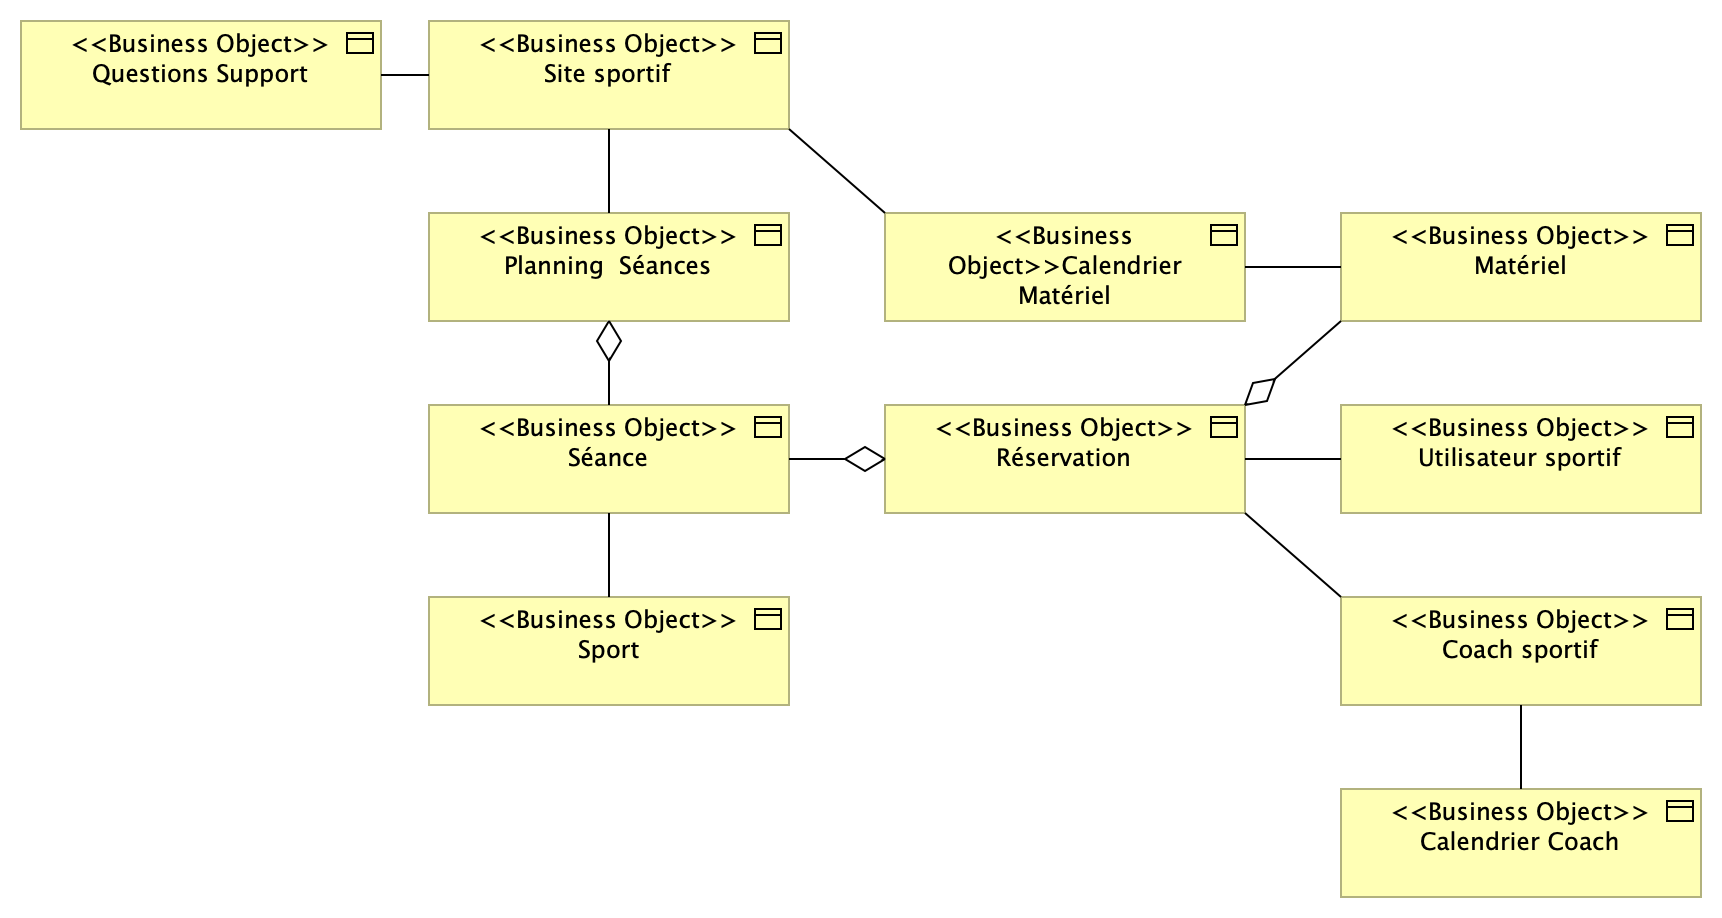 <<Business Object>>
Questions Support
<<Business Object>>
Site sportif
<<Business Object>>
Planning  Séances
<<Business
Object>>Calendrier
Matériel
<<Business Object>>
Matériel
<<Business Object>>
Séance
<<Business Object>>
Réservation
<<Business Object>>
Utilisateur sportif
<<Business Object>>
Sport
<<Business Object>>
Coach sportif
<<Business Object>>
Calendrier Coach